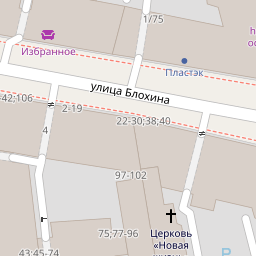 1/75
h
Избранное
ос
Пластэк
улица Блохина
-42;106
2-19
22-30;38;40
4
97-102
75;77-96
Церковь
«Новая
P
43;45-74